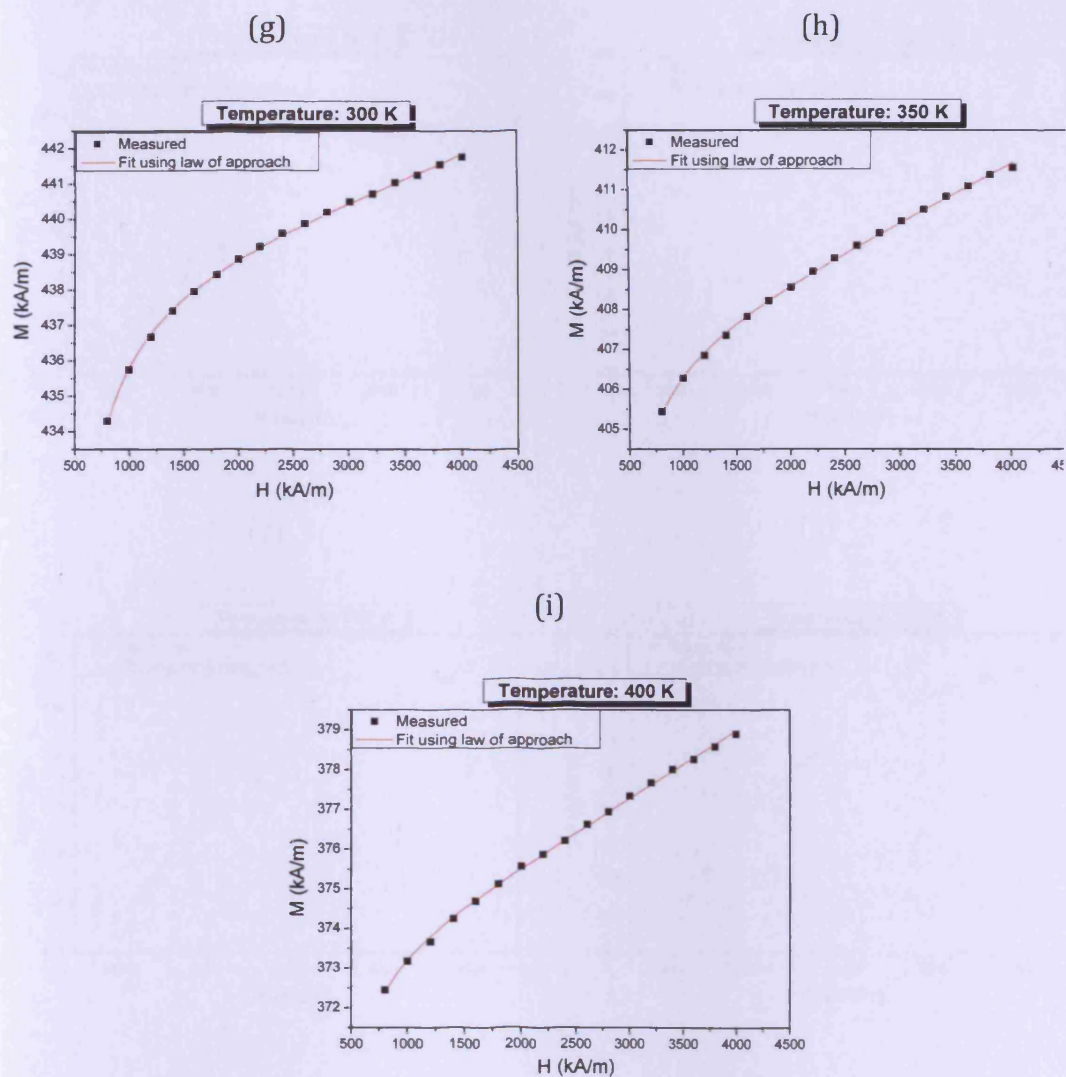 (g)
(h)
Temperature: 300 K
Measured
Fit using law of approach
442
441
440
439
438
437
436
435
434
M (kA/m)
500 1000 1500 2000 2500 3000 3500 4000 4500
H (kA/m)
Temperature: 350 K
Measured
Fit using law of approach
412
411
410
409
408
407
406
405
M (kA/m)
500 1000 1500 2000 2500 3000 3500 4000
H (kA/m)
(i)
Temperature: 400 K
Measured
Fit using law of approach
379
378
377
376
375
374
373
372
M (kA/m)
500 1000 1500 2000 2500 3000 3500 4000 4500
H (kA/m)